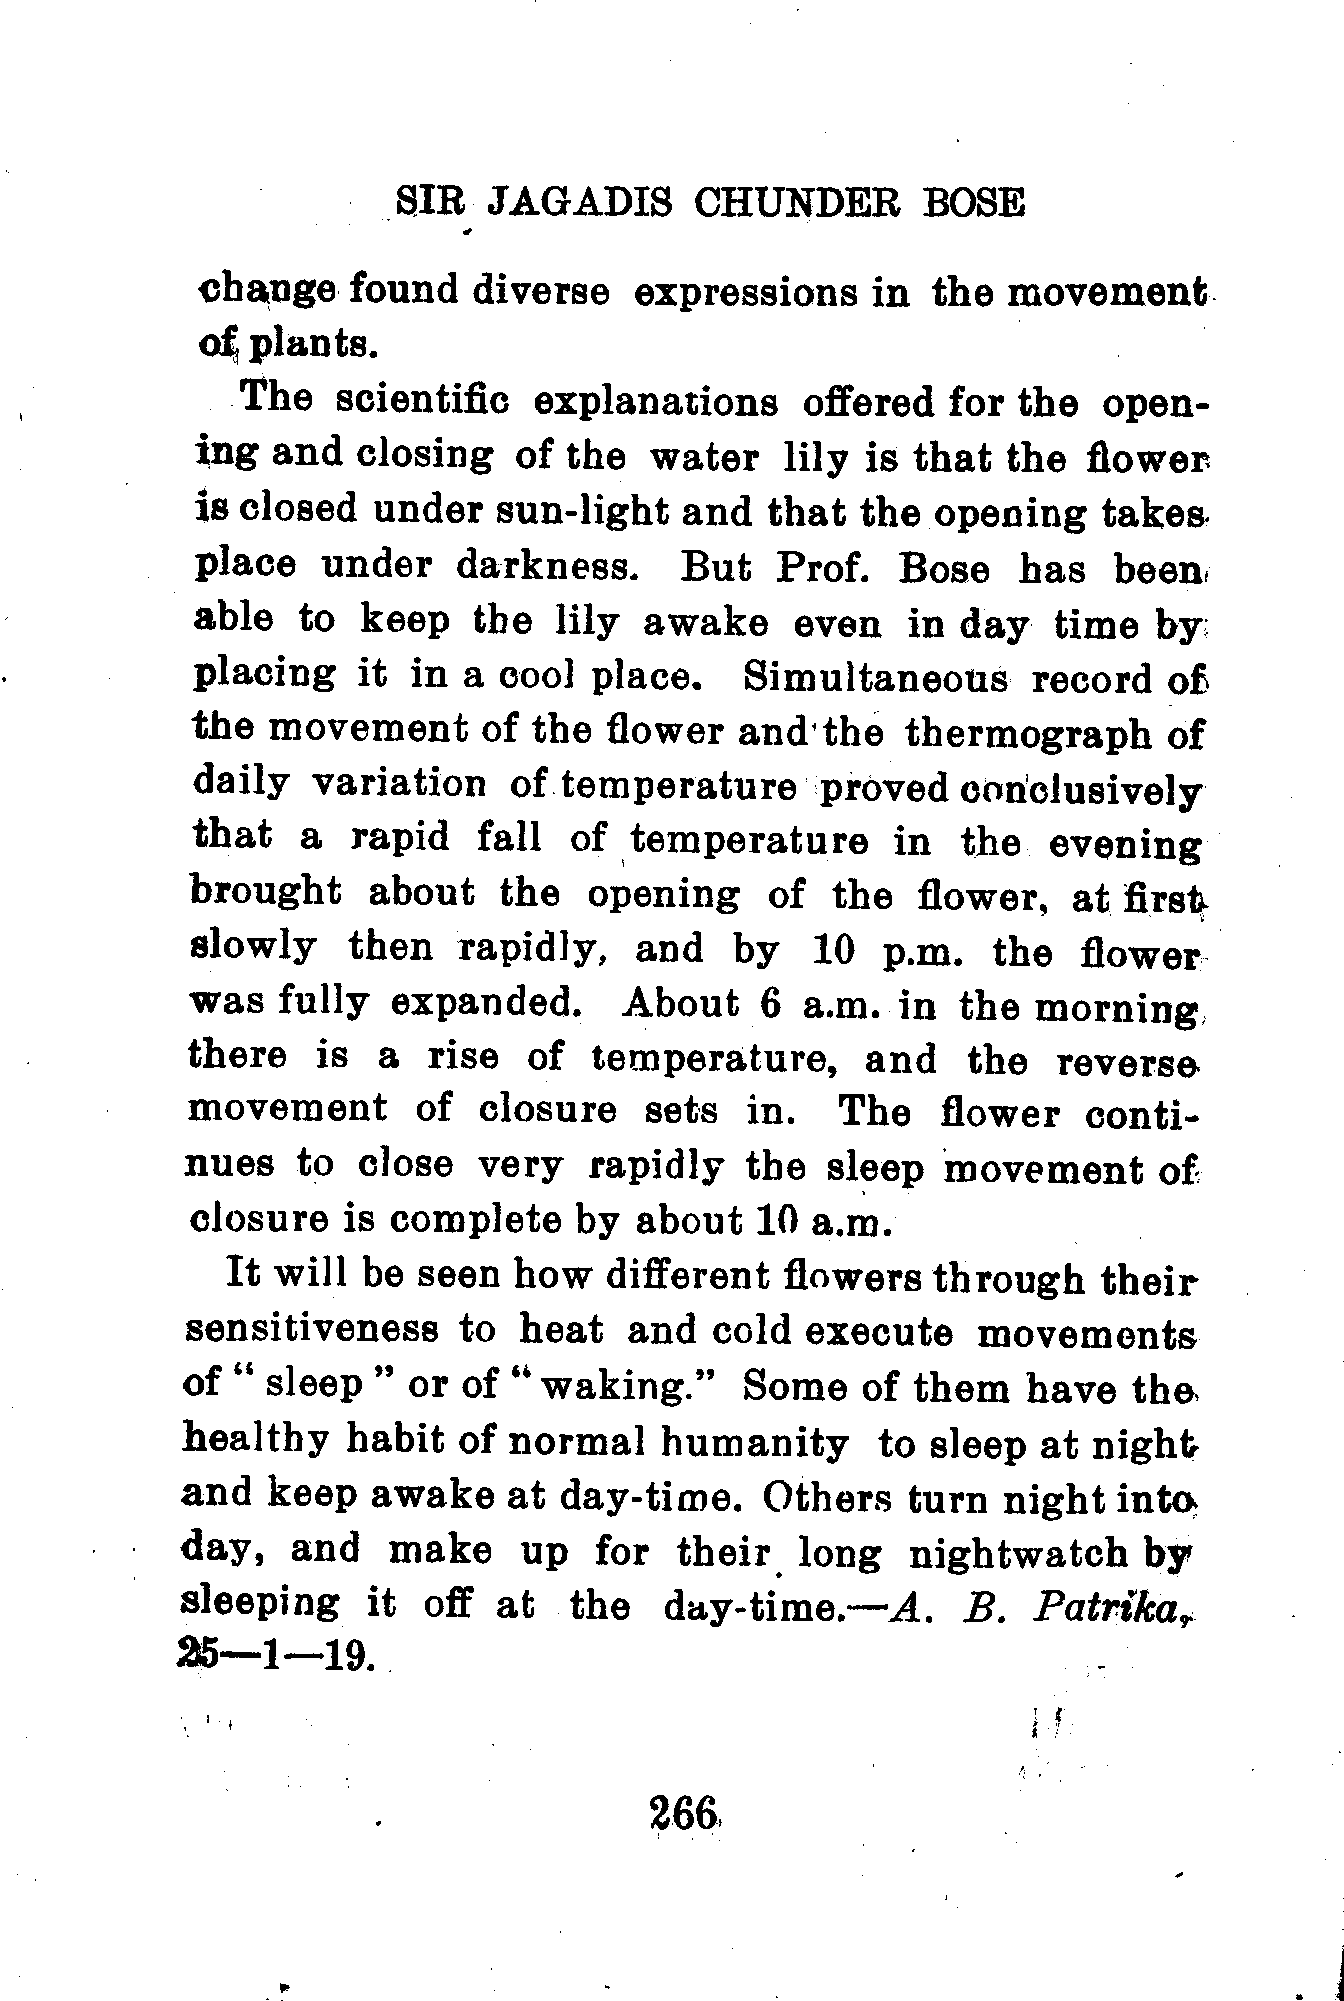 SIR JAGADIS CHUNDER BOSE
change found diverse expressions in the movement
of plants.
The scientific explanations offered for the open-
ing and closing of the water lily is that the flower
is closed under sun-light and that the opening takes
place under darkness. But Prof. Bose has been
able to keep the lily awake even in day time by
placing it in a cool place. Simultaneous record of
the movement of the flower and the thermograph of
daily variation of temperature proved conclusively
that a rapid fall of temperature in the evening
brought about the opening of the flower, at first
slowly then rapidly, and by 10 p.m. the flower
was fully expanded. About 6 a.m. in the morning
there is a rise of temperature, and the reverse
movement of closure sets in. The flower conti-
nues to close very rapidly the sleep movement of
closure is complete by about 10 a.m.
It will be seen how different flowers through their
sensitiveness to heat and cold execute movements
of " sleep " or of " waking." Some of them have the
healthy habit of normal humanity to sleep at night
and keep awake at day-time. Others turn night into
day, and make up for their long nightwatch by
sleeping it off at the day-time.—A. B. Patrika,
25—1—19.
266